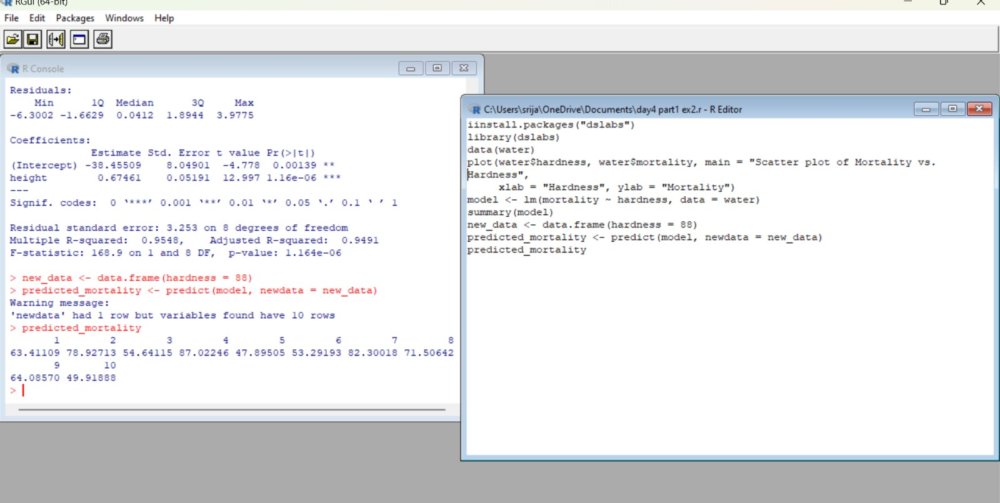 RGui (64-bit)
File Edit Packages Windows Help
R Console
Residuals:
    Min      1Q  Median      3Q     Max
-6.3002 -1.6629  0.0412  1.8944  3.9775
Coefficients:
             Estimate Std. Error t value Pr(>|t|)
(Intercept) -38.45509    8.04901  -4.778  0.00139 **
height        0.67461    0.05191  12.997 1.16e-06 ***
---
Signif. codes:  0 ‘***’ 0.001 ‘**’ 0.01 ‘*’ 0.05 ‘.’ 0.1 ‘ ’ 1
Residual standard error: 3.253 on 8 degrees of freedom
Multiple R-squared:  0.9548,    Adjusted R-squared:  0.9491
F-statistic: 168.9 on 1 and 8 DF,  p-value: 1.164e-06
> new_data <- data.frame(hardness = 88)
> predicted_mortality <- predict(model, newdata = new_data)
Warning message:
'newdata' had 1 row but variables found have 10 rows
> predicted_mortality
       1        2        3        4        5        6        7        8
63.41109 78.92713 54.64115 87.02246 47.89505 53.29193 82.30018 71.50642
       9       10
64.08570 49.91888
>
C:\Users\srija\OneDrive\Documents\day4 part1 ex2.r - R Editor
iinstall.packages("dslabs")
library(dslabs)
data(water)
plot(water$hardness, water$mortality, main = "Scatter plot of Mortality vs.
Hardness",
     xlab = "Hardness", ylab = "Mortality")
model <- lm(mortality ~ hardness, data = water)
summary(model)
new_data <- data.frame(hardness = 88)
predicted_mortality <- predict(model, newdata = new_data)
predicted_mortality